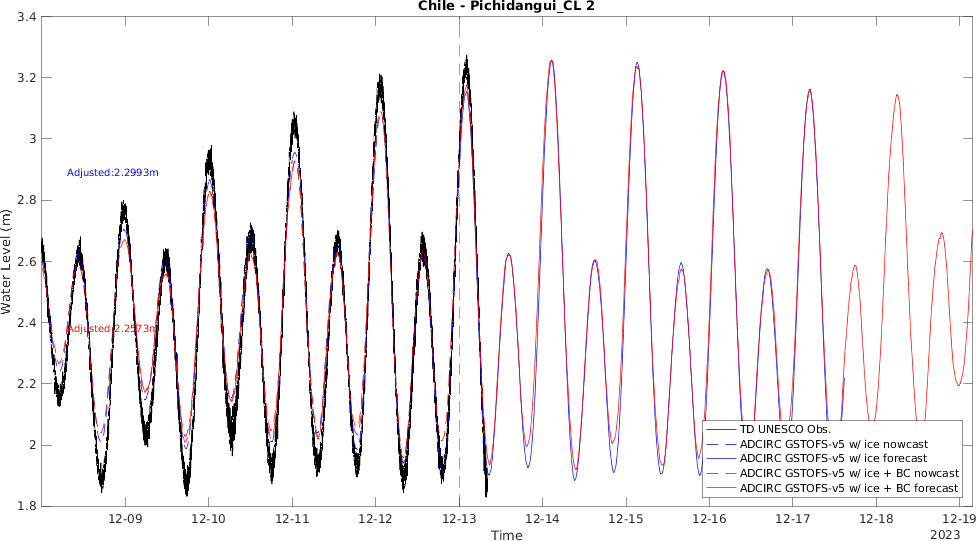 Chile - Pichidangui_CL 2
3.4
3.2
3
2.8
2.6
2.4
2.2
2
1.8
Water Level (m)
Adjusted:2.2993m
Adjusted:2.2573m
TD UNESCO Obs.
ADCIRC GSTOFS-v5 w/ ice nowcast
ADCIRC GSTOFS-v5 w/ ice forecast
ADCIRC GSTOFS-v5 w/ ice + BC nowcast
ADCIRC GSTOFS-v5 w/ ice + BC forecast
12-09 12-10 12-11 12-12 12-13 12-14 12-15 12-16 12-17 12-18 12-19
Time
2023